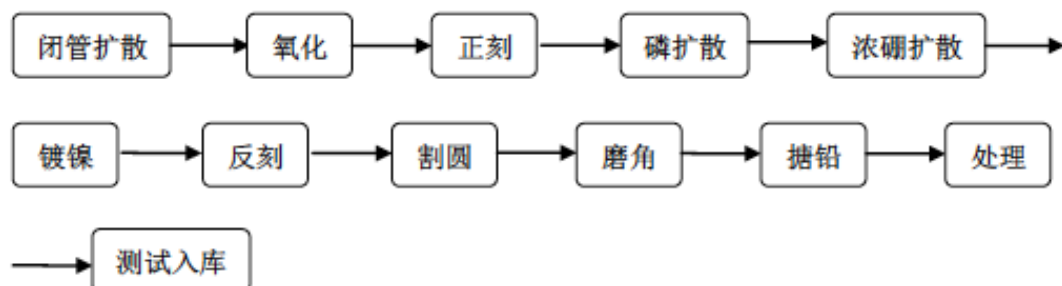 闭管扩散 氧化 正刻 磷扩散 浓硼扩散
镀镍 反刻 割圆 磨角 搪铅 处理
测试入库